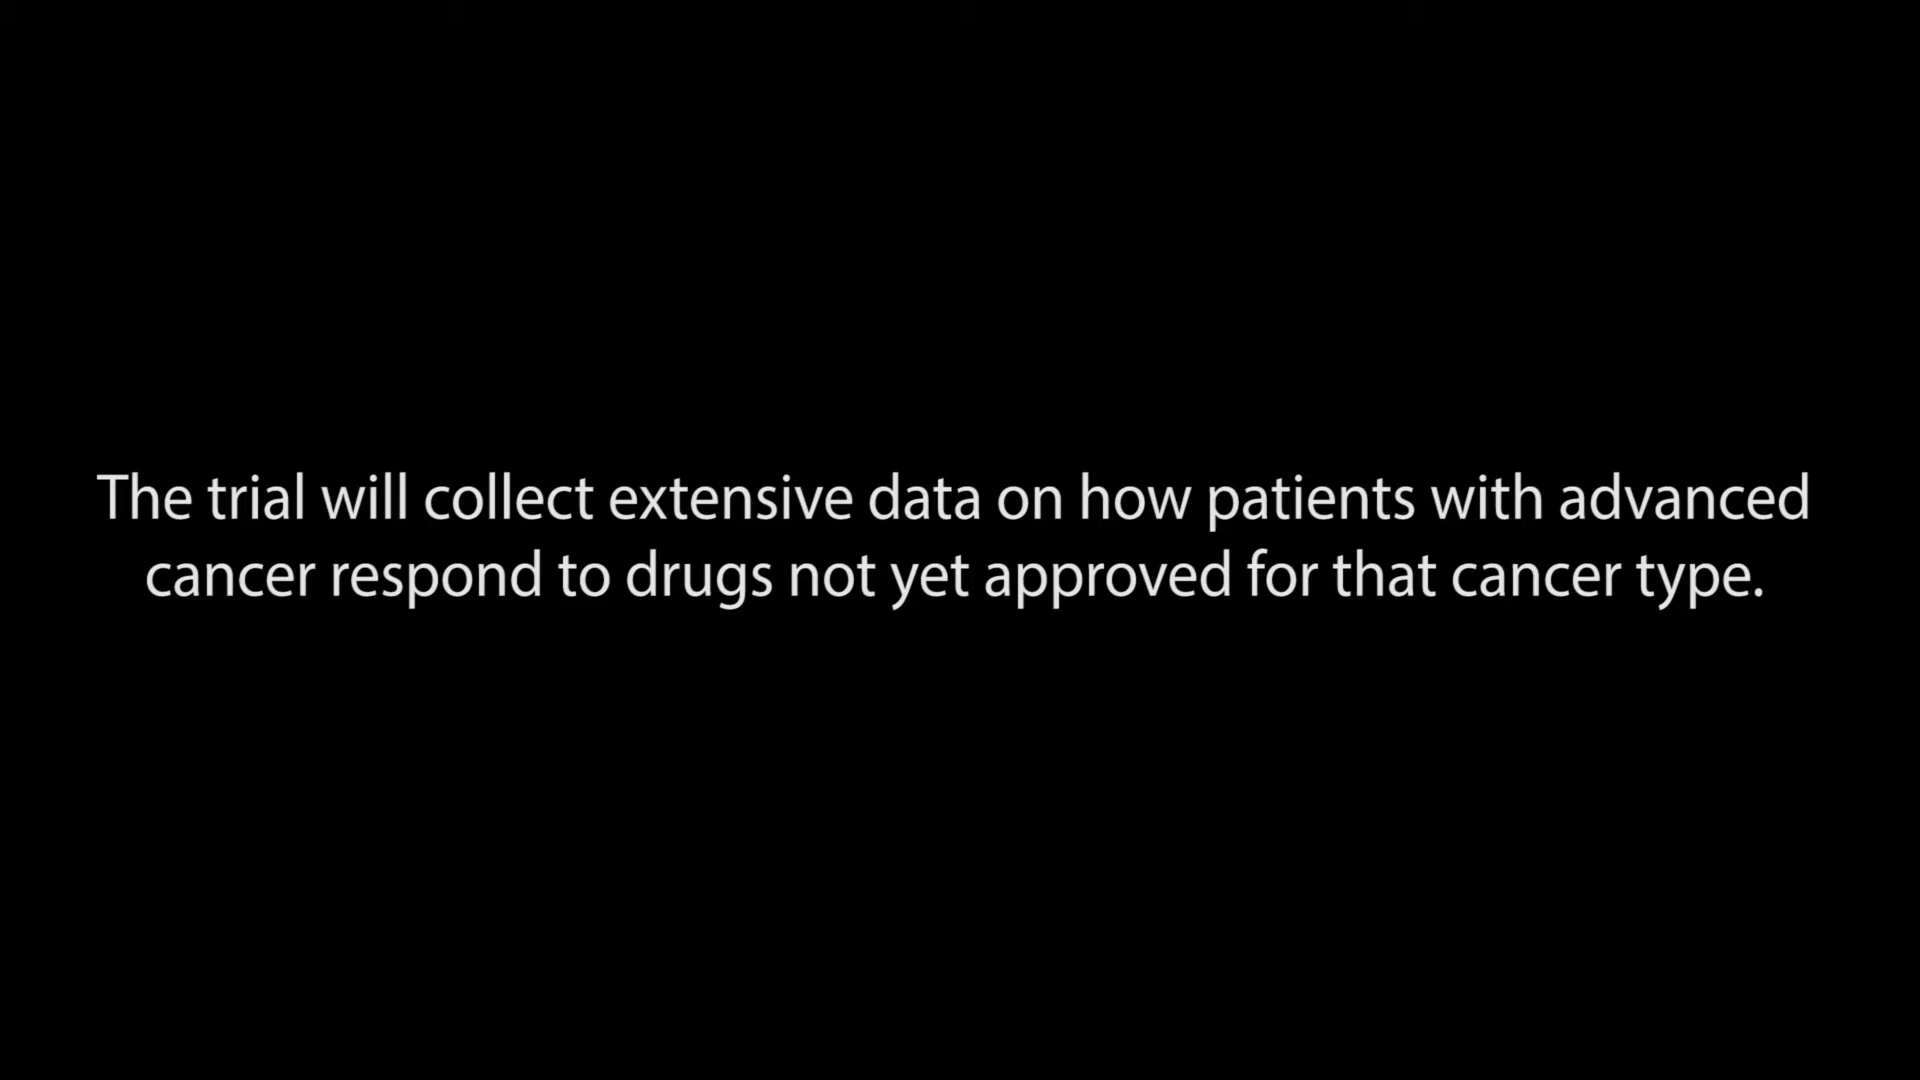 The trial will collect extensive data on how patients with advanced
cancer respond to drugs not yet approved for that cancer type.